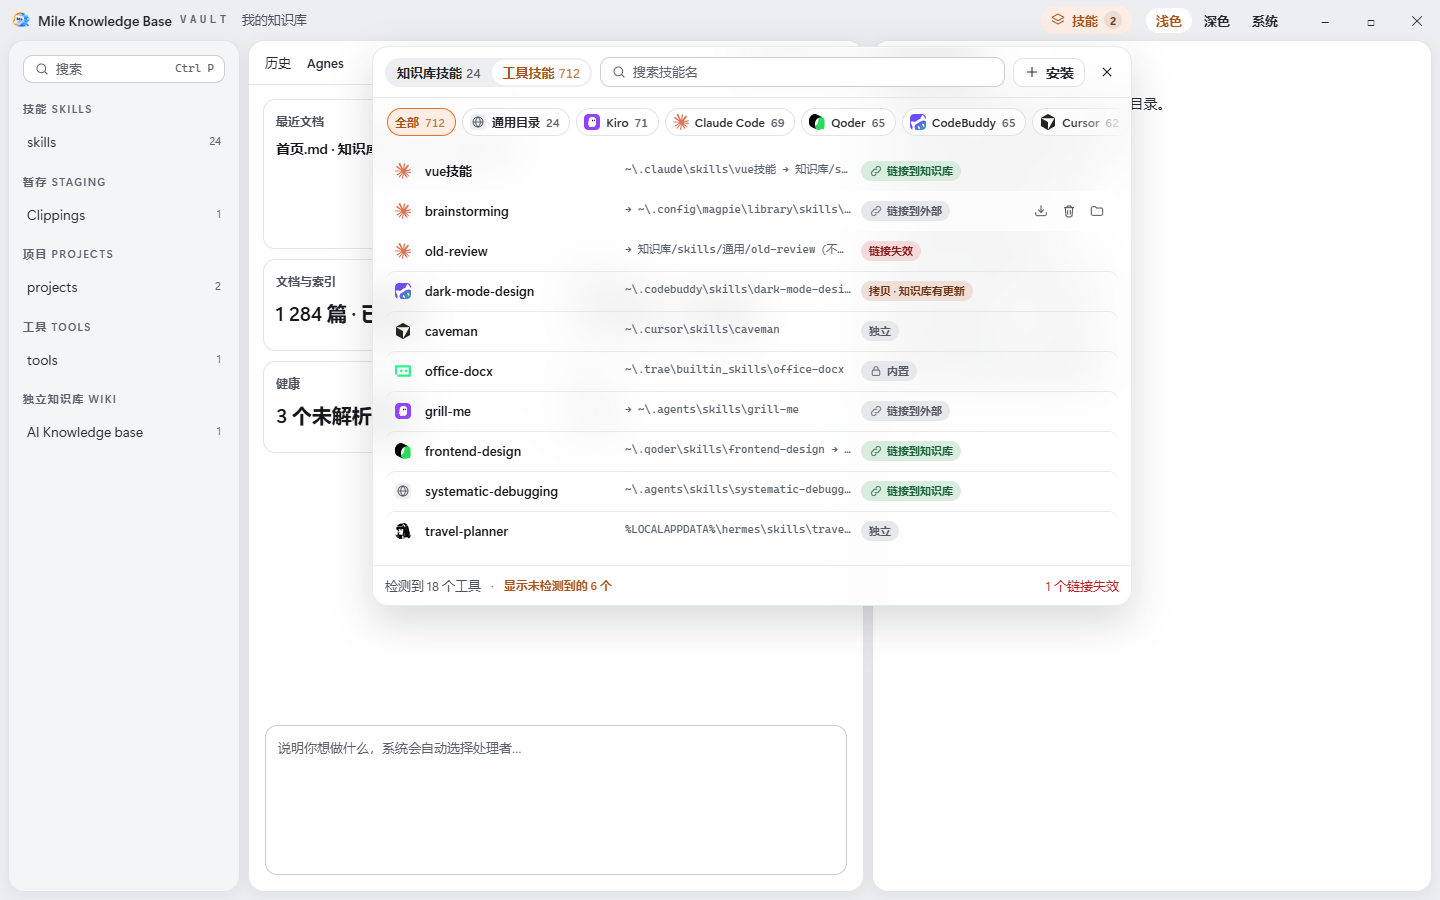 Mile Knowledge Base VAULT 我的知识库 技能 2 浅色 深色 系统
搜索 Ctrl P
技能 SKILLS
skills 24
暂存 STAGING
Clippings 1
项目 PROJECTS
projects 2
工具 TOOLS
tools 1
独立知识库 WIKI
AI Knowledge base 1
历史 Agnes
最近文档
首页.md · 知识库
文档与索引
1 284 篇 · 已
健康
3 个未解析
说明你想做什么，系统会自动选择处理者...
目录。
知识库技能 24 工具技能 712 搜索技能名 安装
全部 712 通用目录 24 Kiro 71 Claude Code 69 Qoder 65 CodeBuddy 65 Cursor 62
vue技能 ~\.claude\skills\vue技能 → 知识库/s… 链接到知识库
brainstorming → ~\.config\magpie\library\skills\… 链接到外部
old-review → 知识库/skills/通用/old-review（不… 链接失效
dark-mode-design ~\.codebuddy\skills\dark-mode-desi… 拷贝 · 知识库有更新
caveman ~\.cursor\skills\caveman 独立
office-docx ~\.trae\builtin_skills\office-docx 内置
grill-me → ~\.agents\skills\grill-me 链接到外部
frontend-design ~\.qoder\skills\frontend-design → … 链接到知识库
systematic-debugging ~\.agents\skills\systematic-debugg… 链接到知识库
travel-planner %LOCALAPPDATA%\hermes\skills\trave… 独立
检测到 18 个工具 · 显示未检测到的 6 个 1 个链接失效